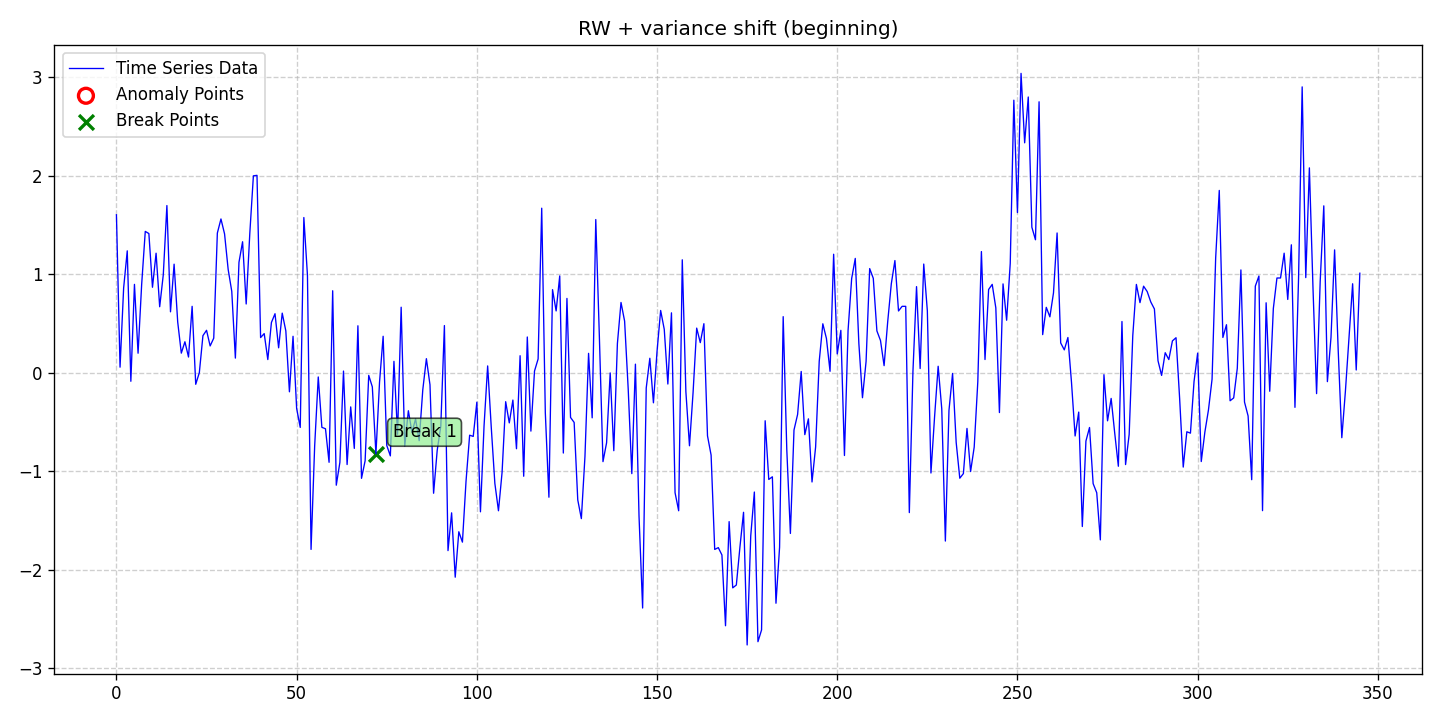 RW + variance shift (beginning)
Time Series Data
Anomaly Points
Break Points
Break 1
3
2
1
0
−1
−2
−3
0 50 100 150 200 250 300 350